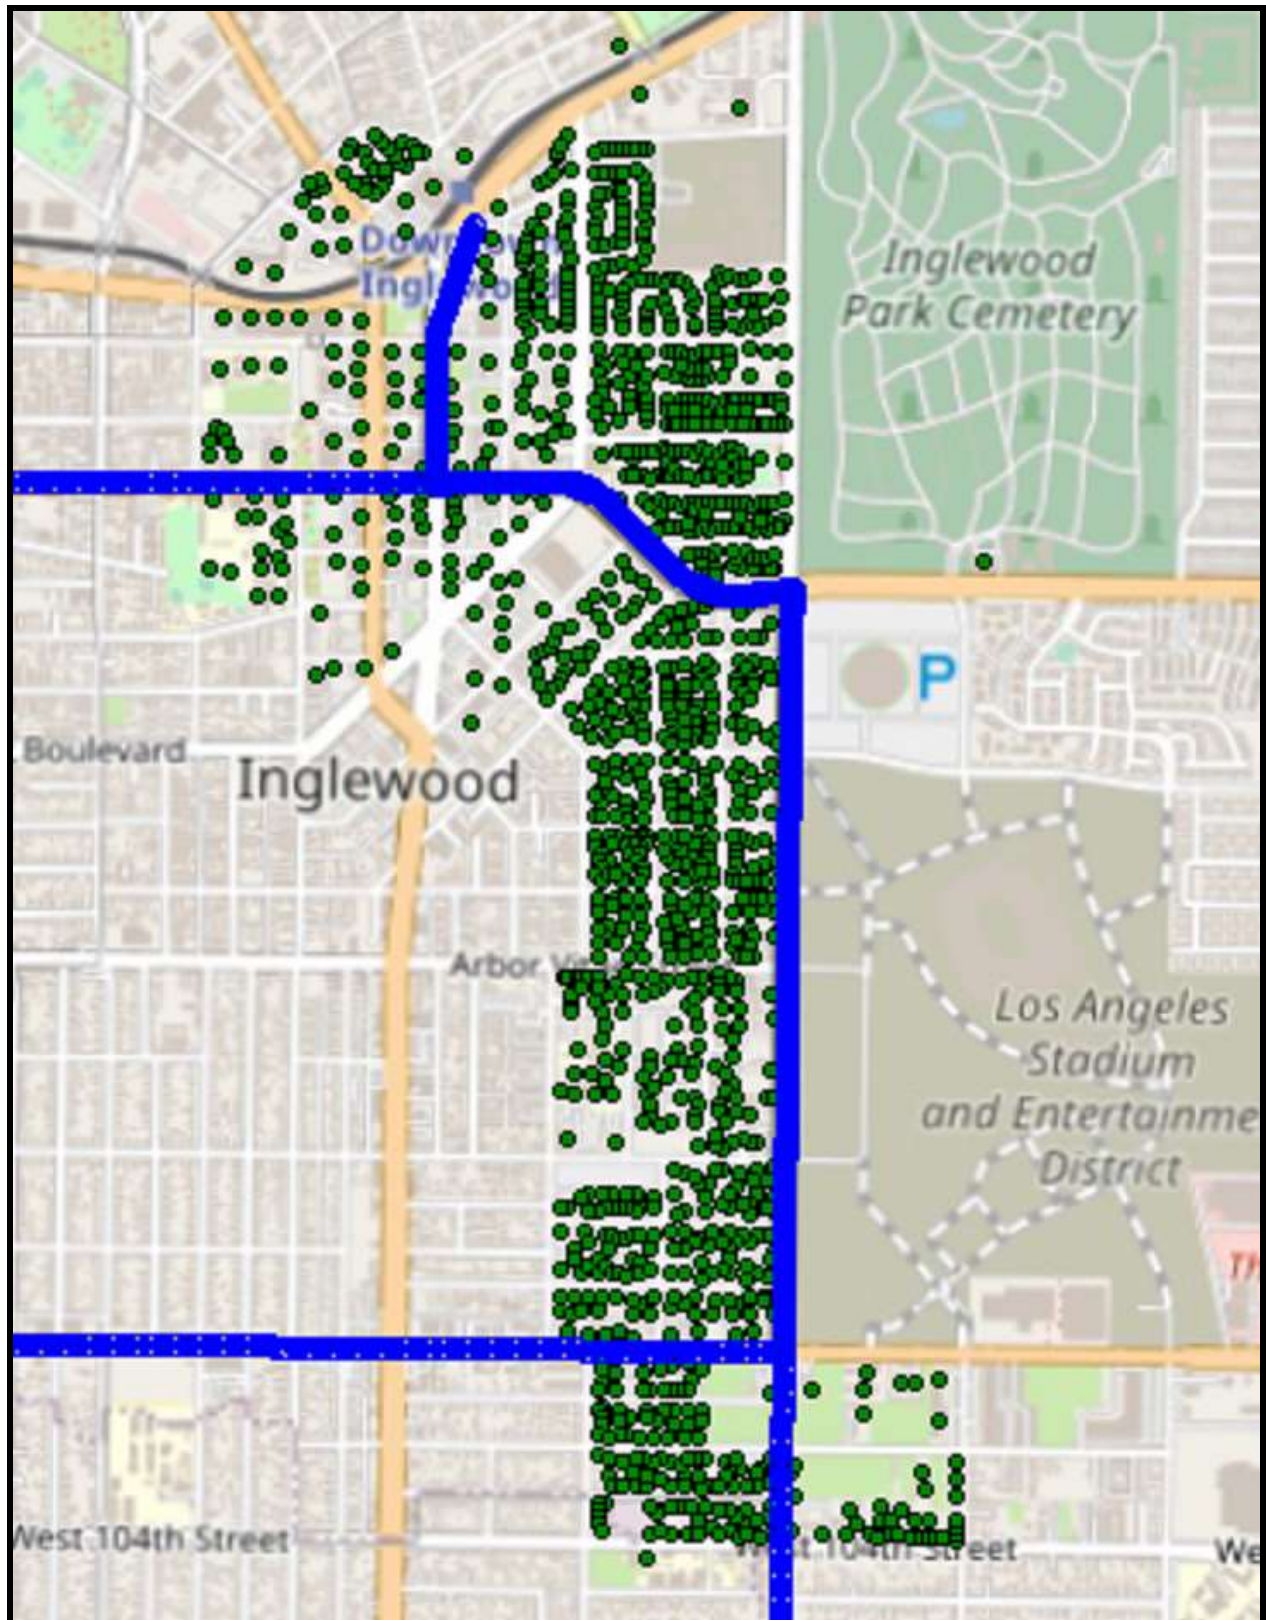 Downtown
Inglewood
Inglewood
Park Cemetery
P
Boulevard
Inglewood
Arbor
Los Angeles
Stadium
and Entertainme
District
Th
West 104th Street
West 104th Street
We